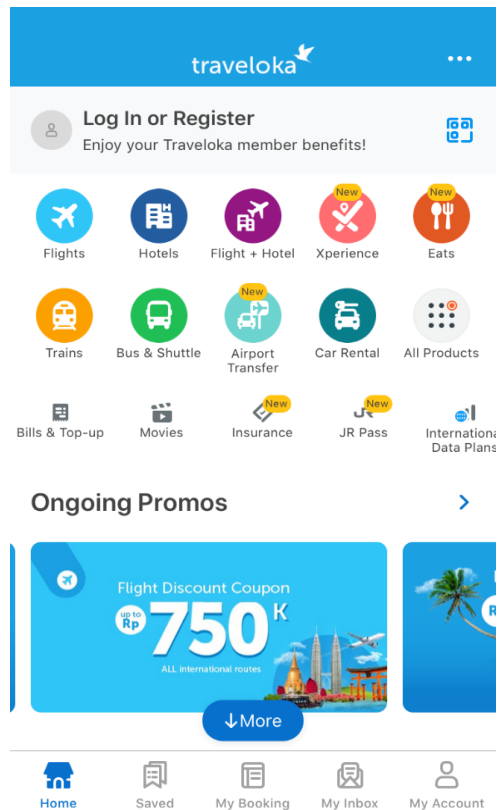 traveloka
Log In or Register
Enjoy your Traveloka member benefits!
New
New
Flights
Hotels
Flight + Hotel
Xperience
Eats
New
Trains
Bus & Shuttle
Airport
Transfer
Car Rental
All Products
New
New
Bills & Top-up
Movies
Insurance
JR Pass
Internationa
Data Plans
Ongoing Promos
Flight Discount Coupon
up to
Rp
750K
ALL international routes
R
↓More
Home
Saved
My Booking
My Inbox
My Account